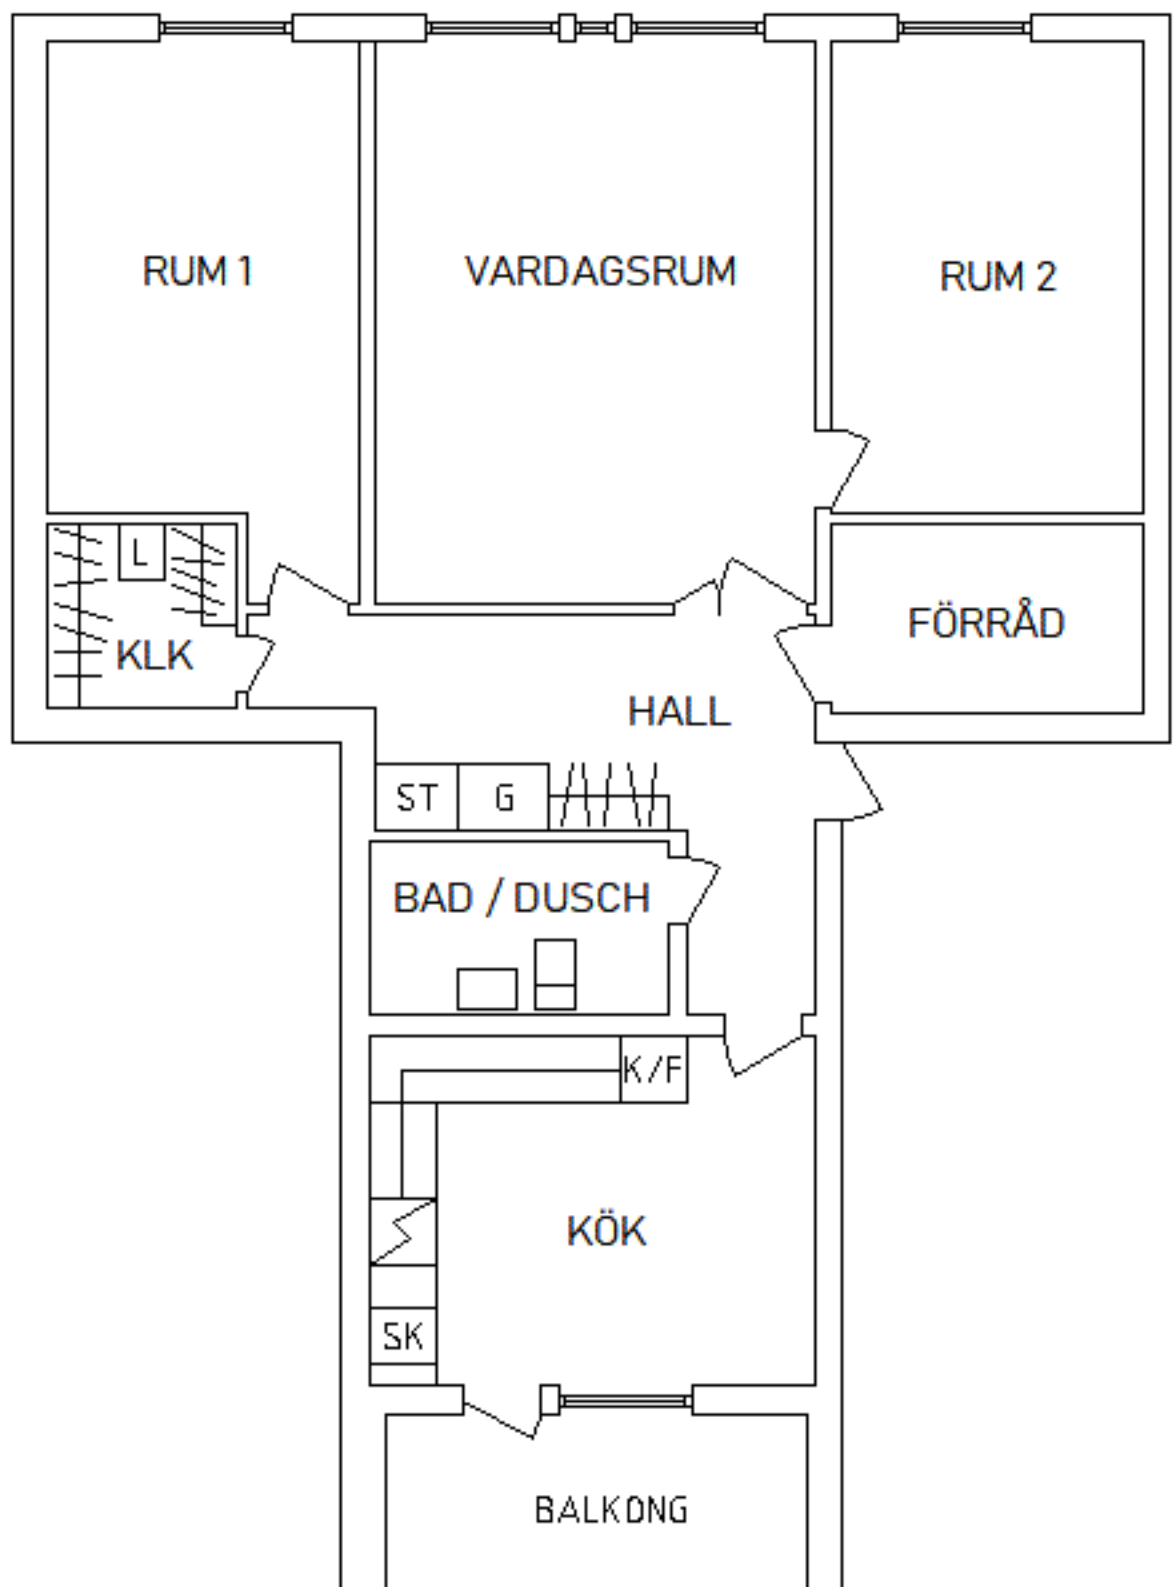 RUM 1
VARDAGSRUM
RUM 2
L
KLK
FÖRRÅD
HALL
ST
G
BAD / DUSCH
K/F
KÖK
SK
BALKONG